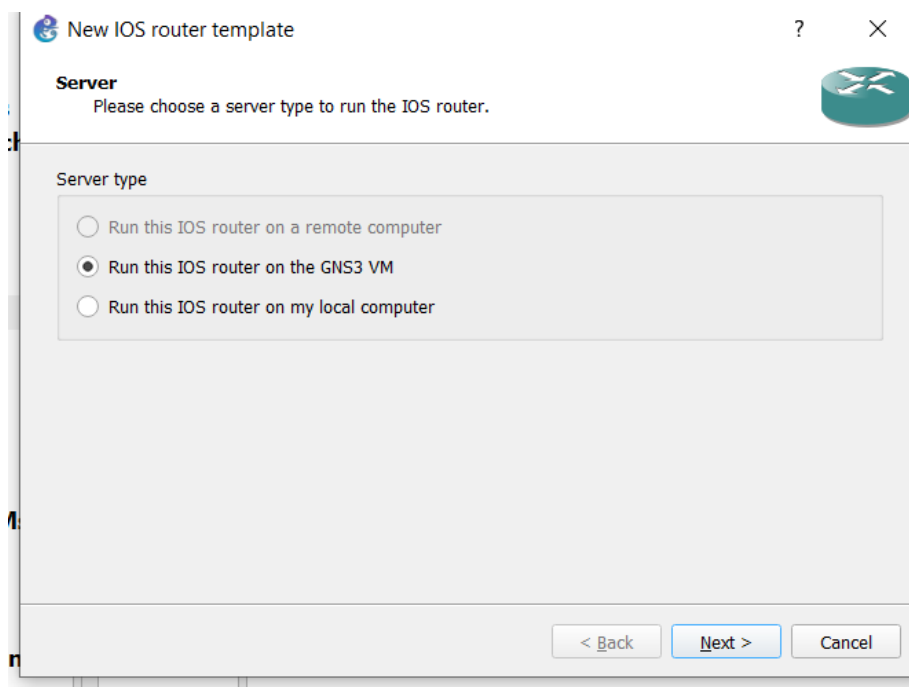 New IOS router template
?
Server
Please choose a server type to run the IOS router.
Server type
Run this IOS router on a remote computer
Run this IOS router on the GNS3 VM
Run this IOS router on my local computer
< Back
Next >
Cancel